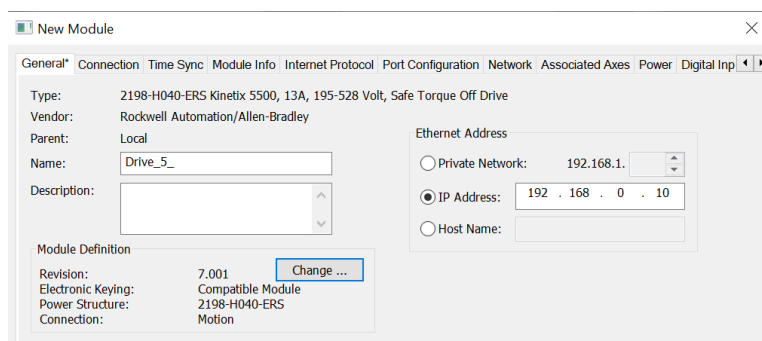 New Module
General* Connection Time Sync Module Info Internet Protocol Port Configuration Network Associated Axes Power Digital Inp
Type: 2198-H040-ERS Kinetix 5500, 13A, 195-528 Volt, Safe Torque Off Drive
Vendor: Rockwell Automation/Allen-Bradley
Parent: Local
Name: Drive_5_
Description:
Module Definition
Revision: 7.001 Change ...
Electronic Keying: Compatible Module
Power Structure: 2198-H040-ERS
Connection: Motion
Ethernet Address
Private Network: 192.168.1.
IP Address: 192 . 168 . 0 . 10
Host Name: